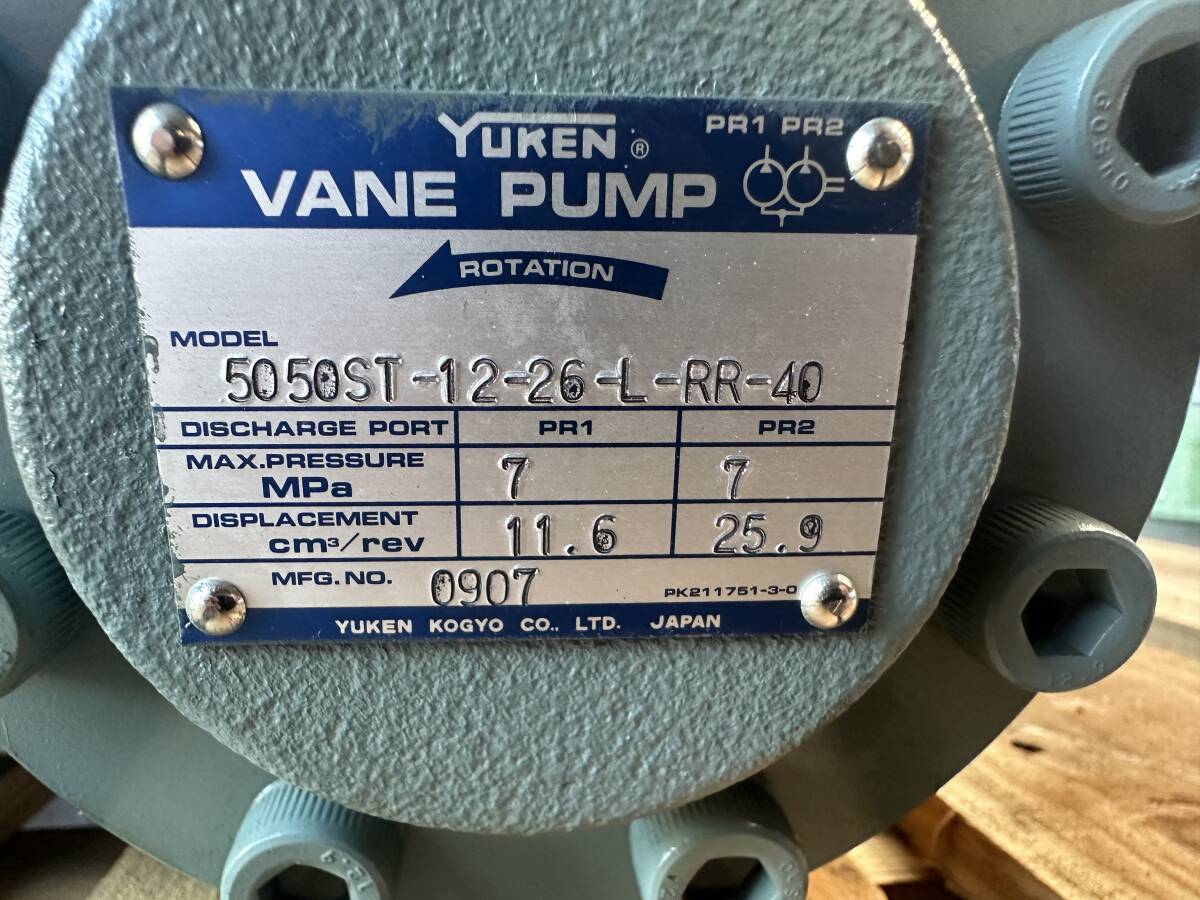 YUKEN ®
PR1 PR2
VANE PUMP
ROTATION
MODEL
5050ST-12-26-L-RR-40
DISCHARGE PORT PR1 PR2
MAX.PRESSURE MPa 7 7
DISPLACEMENT cm³/rev 11.6 25.9
MFG.NO. 0907 PK211751-3-0
YUKEN KOGYO CO., LTD. JAPAN